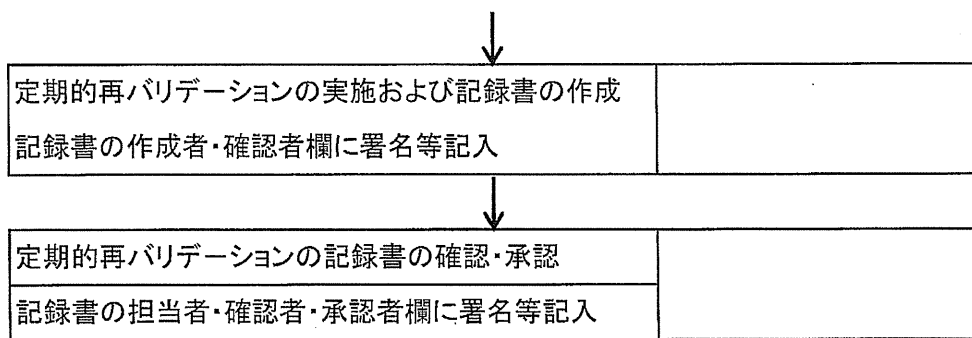 定期的再バリデーションの実施および記録書の作成
記録書の作成者・確認者欄に署名等記入
定期的再バリデーションの記録書の確認・承認
記録書の担当者・確認者・承認者欄に署名等記入